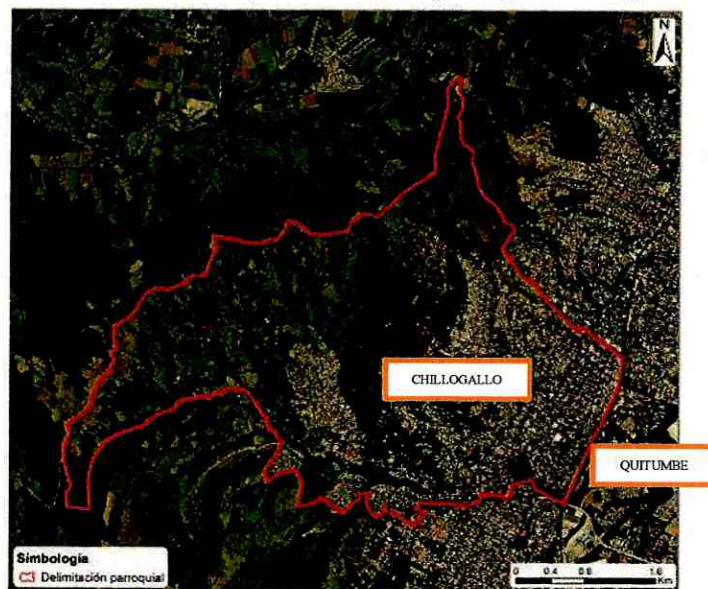 N
CHILLOGALLO
QUITUMBE
Simbología
Delimitación parroquial
0 0.4 0.8 1.6
Km